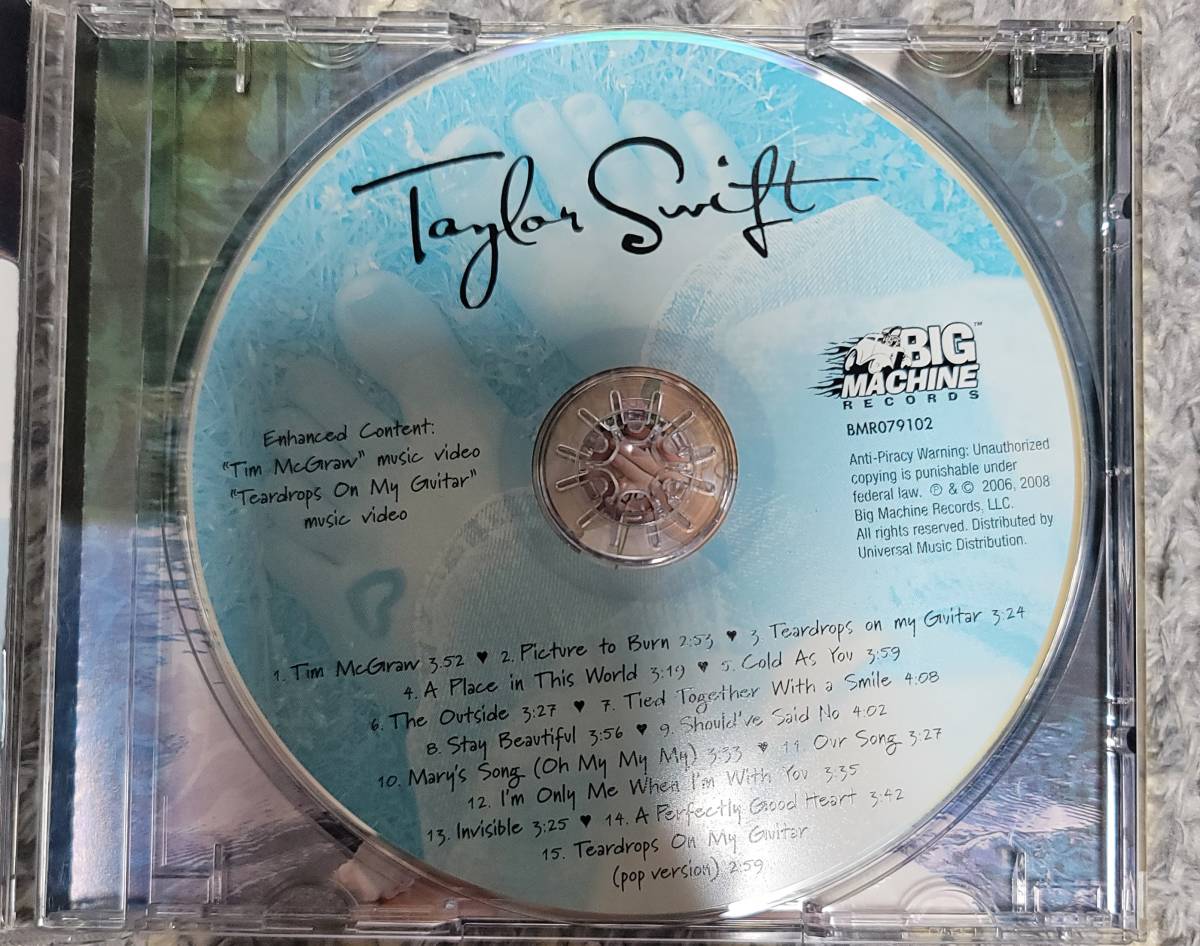 Taylor Swift
BIG™
MACHINE
RECORDS
BMR079102
Anti-Piracy Warning: Unauthorized
copying is punishable under
federal law. ℗ & © 2006, 2008
Big Machine Records, LLC.
All rights reserved. Distributed by
Universal Music Distribution.
Enhanced Content:
"Tim McGraw" music video
"Teardrops On My Guitar"
music video
1. Tim McGraw 3:52 ♥ 2. Picture to Burn 2:53 ♥ 3. Teardrops on my Guitar 3:24
4. A Place in This World 3:19 ♥ 5. Cold As You 3:59
6. The Outside 3:27 ♥ 7. Tied Together With a Smile 4:08
8. Stay Beautiful 3:56 ♥ 9. Should've Said No 4:02
10. Mary's Song (Oh My My My) 3:33 ♥ 11. Our Song 3:27
12. I'm Only Me When I'm With You 3:35
13. Invisible 3:25 ♥ 14. A Perfectly Good Heart 3:42
15. Teardrops On My Guitar
(pop version) 2:59